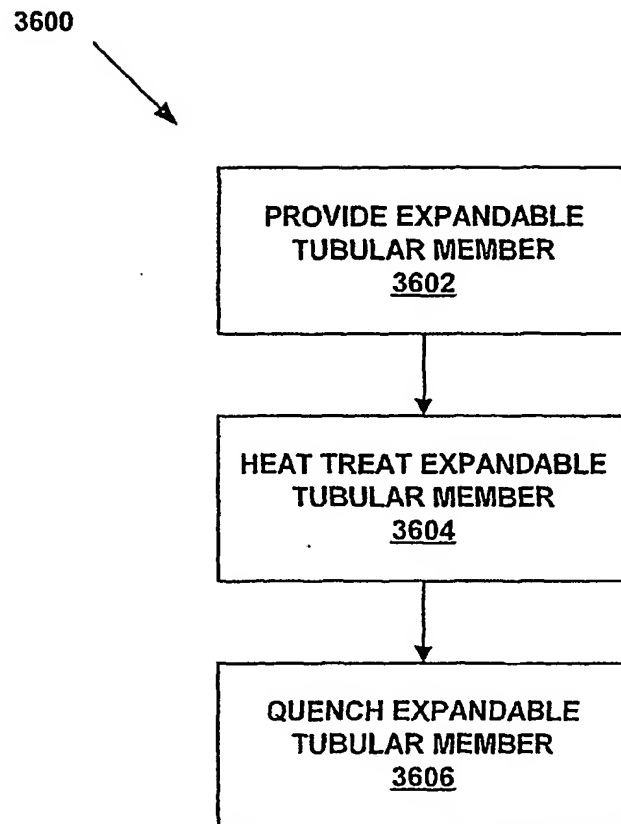 3600
PROVIDE EXPANDABLE
TUBULAR MEMBER
3602
HEAT TREAT EXPANDABLE
TUBULAR MEMBER
3604
QUENCH EXPANDABLE
TUBULAR MEMBER
3606